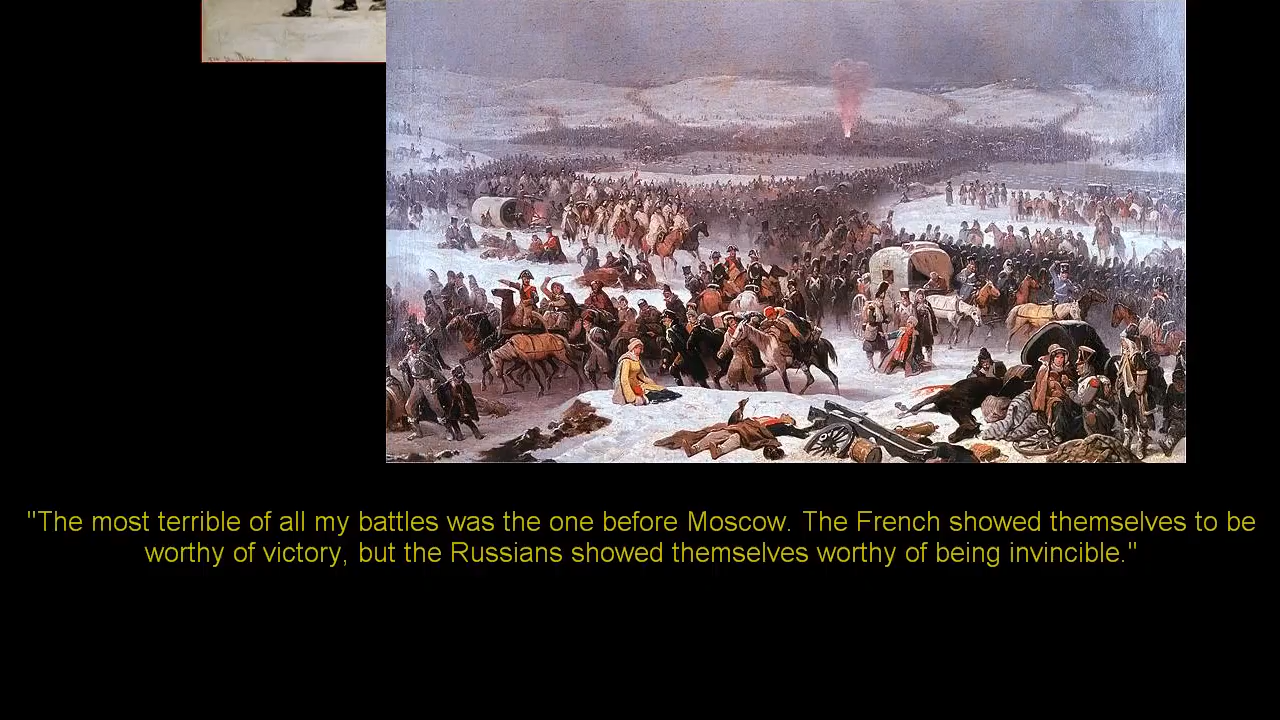 "The most terrible of all my battles was the one before Moscow. The French showed themselves to be
worthy of victory, but the Russians showed themselves worthy of being invincible."